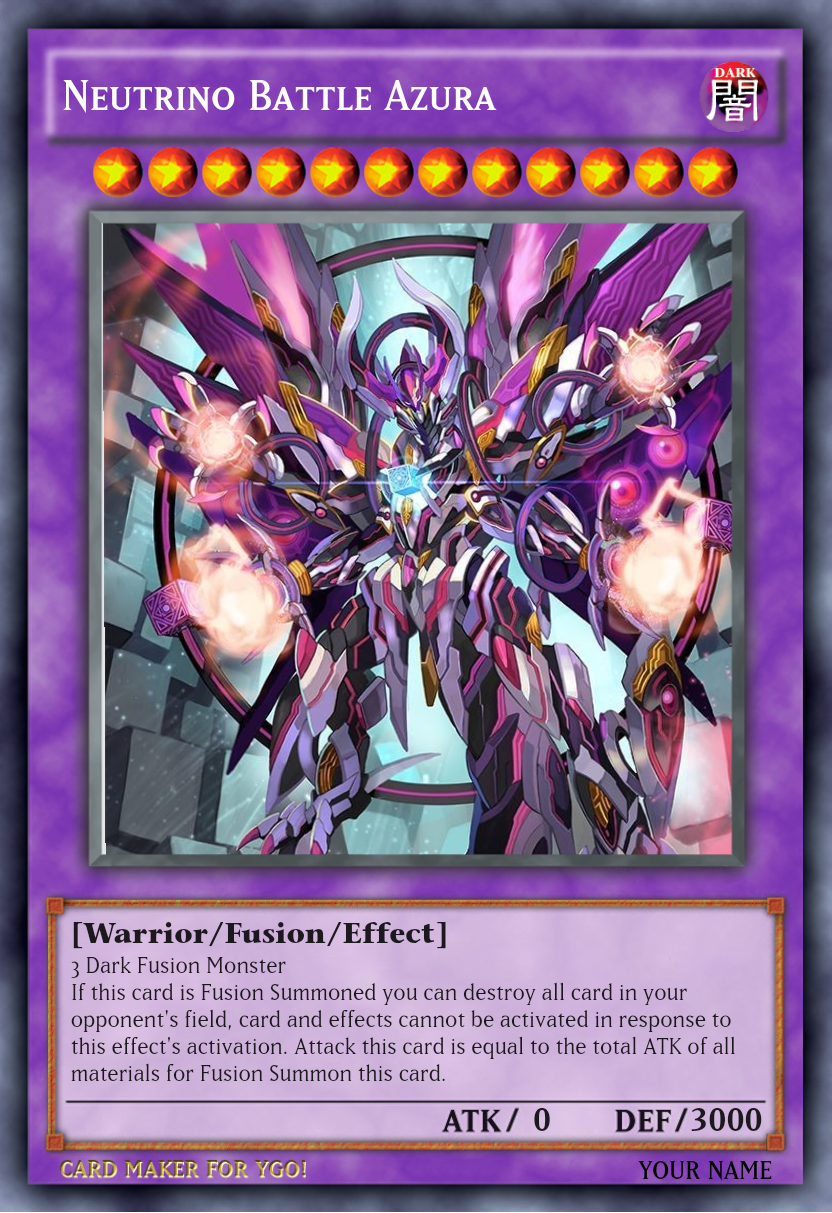 Neutrino Battle Azura
DARK
闇
[Warrior/Fusion/Effect]
3 Dark Fusion Monster
If this card is Fusion Summoned you can destroy all card in your
opponent's field, card and effects cannot be activated in response to
this effect's activation. Attack this card is equal to the total ATK of all
materials for Fusion Summon this card.
ATK/ 0 DEF/3000
CARD MAKER FOR YGO! YOUR NAME